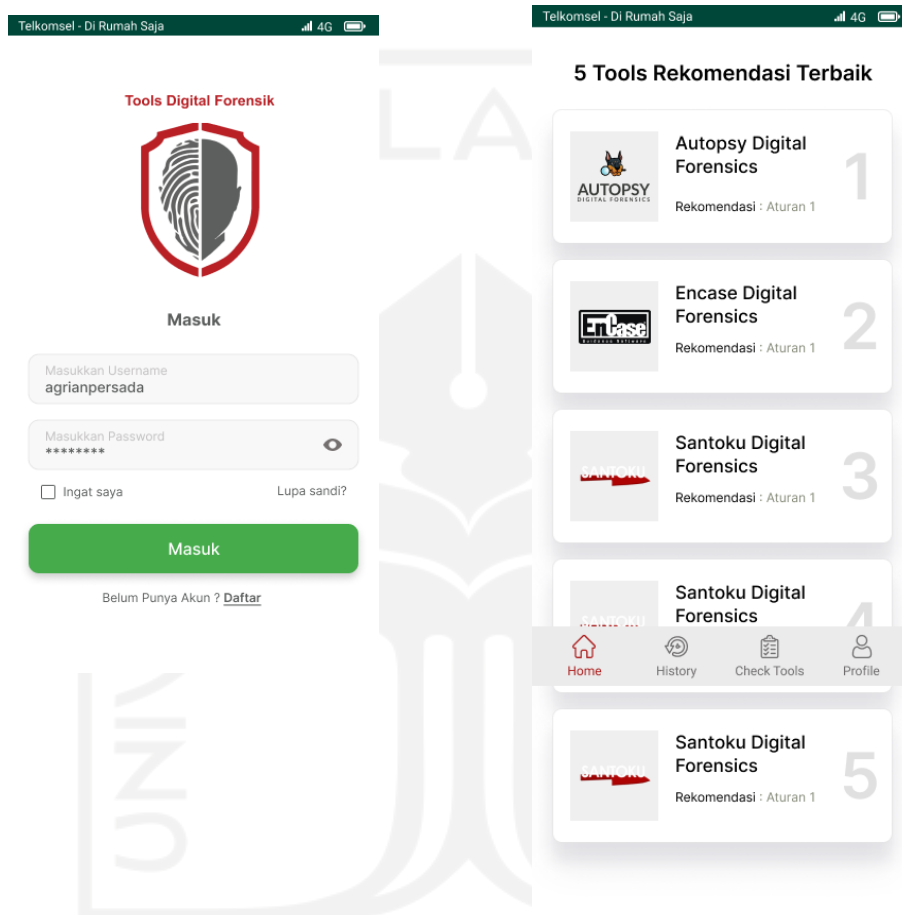 Telkomsel - Di Rumah Saja
4G
Tools Digital Forensik
Masuk
Masukkan Username
agrianpersada
Masukkan Password
********
Ingat saya
Lupa sandi?
Masuk
Belum Punya Akun ? Daftar
Telkomsel - Di Rumah Saja
4G
5 Tools Rekomendasi Terbaik
AUTOPSY
DIGITAL FORENSICS
Autopsy Digital
Forensics
Rekomendasi : Aturan 1
1
EnCase
Guidance Software
Encase Digital
Forensics
Rekomendasi : Aturan 1
2
SANTOKU
Santoku Digital
Forensics
Rekomendasi : Aturan 1
3
SANTOKU
Santoku Digital
Forensics
4
Home
History
Check Tools
Profile
SANTOKU
Santoku Digital
Forensics
Rekomendasi : Aturan 1
5